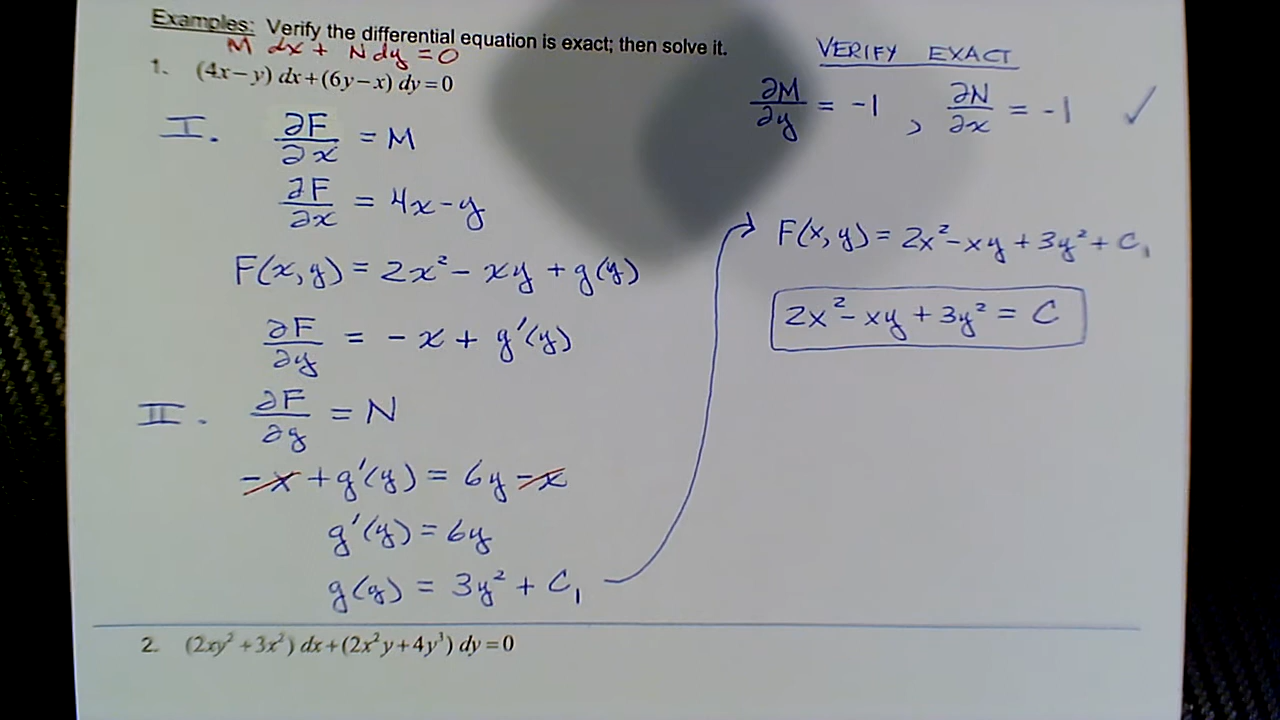 Examples: Verify the differential equation is exact; then solve it.
M dx + N dy = 0
1. (4x−y) dx+(6y−x) dy=0
I. ∂F/∂x = M
∂F/∂x = 4x-y
F(x,y) = 2x² - xy + g(y)
∂F/∂y = -x + g'(y)
II. ∂F/∂y = N
-x + g'(y) = 6y - x
g'(y) = 6y
g(y) = 3y² + C₁
VERIFY EXACT
∂M/∂y = -1 , ∂N/∂x = -1 ✓
F(x,y) = 2x² - xy + 3y² + C₁
2x² - xy + 3y² = C
2. (2xy²+3x²) dx+(2x²y+4y³) dy=0